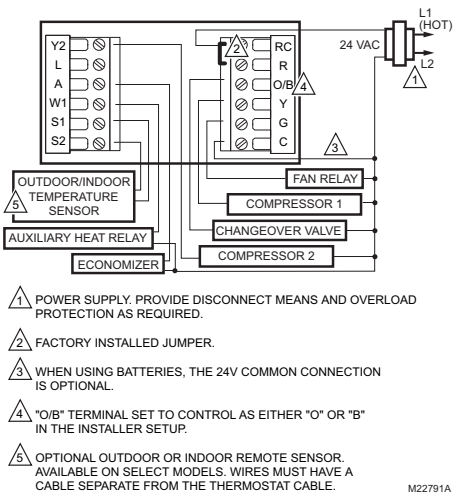 L1
(HOT)
24 VAC
L2
1
Y2
L
A
W1
S1
S2
RC
R
O/B
Y
G
C
2
4
3
OUTDOOR/INDOOR
TEMPERATURE
SENSOR
5
AUXILIARY HEAT RELAY
ECONOMIZER
FAN RELAY
COMPRESSOR 1
CHANGEOVER VALVE
COMPRESSOR 2
1 POWER SUPPLY. PROVIDE DISCONNECT MEANS AND OVERLOAD
PROTECTION AS REQUIRED.
2 FACTORY INSTALLED JUMPER.
3 WHEN USING BATTERIES, THE 24V COMMON CONNECTION
IS OPTIONAL.
4 "O/B" TERMINAL SET TO CONTROL AS EITHER "O" OR "B"
IN THE INSTALLER SETUP.
5 OPTIONAL OUTDOOR OR INDOOR REMOTE SENSOR.
AVAILABLE ON SELECT MODELS. WIRES MUST HAVE A
CABLE SEPARATE FROM THE THERMOSTAT CABLE.
M22791A